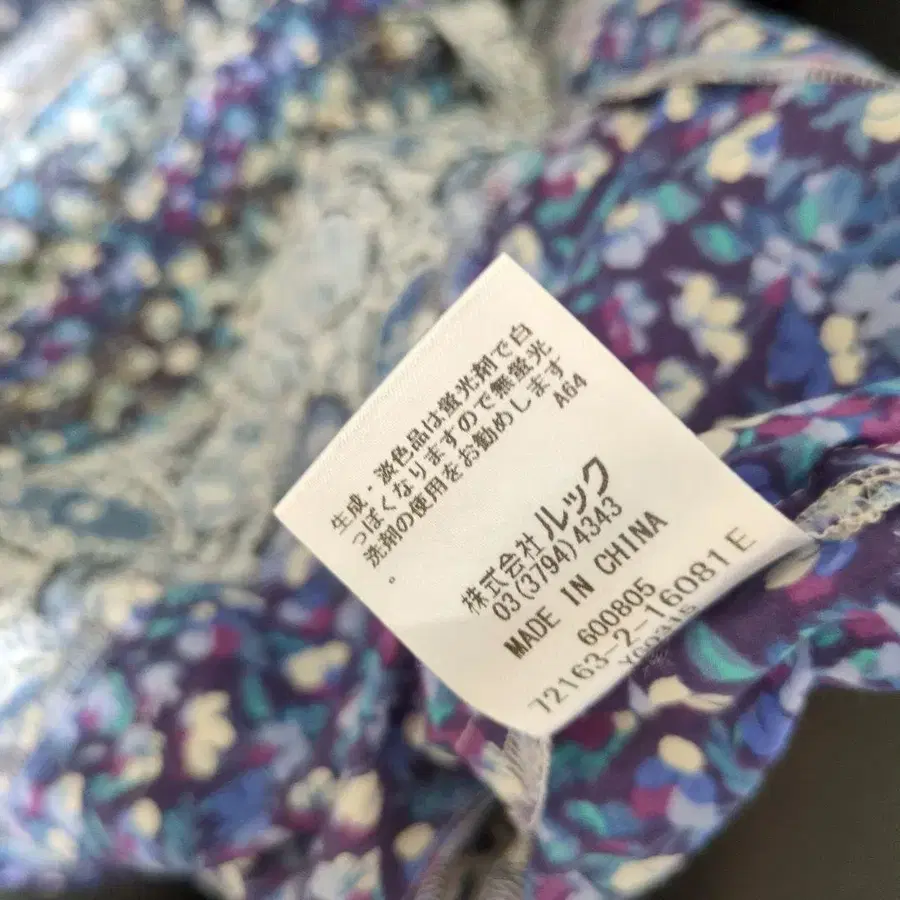 生成・淡色品は蛍光剤で白
っぽくなりますので無蛍光
洗剤の使用をお勧めします
。
A64
株式会社ルック
03(3794)4343
MADE IN CHINA
600805
72163-2-16081 E